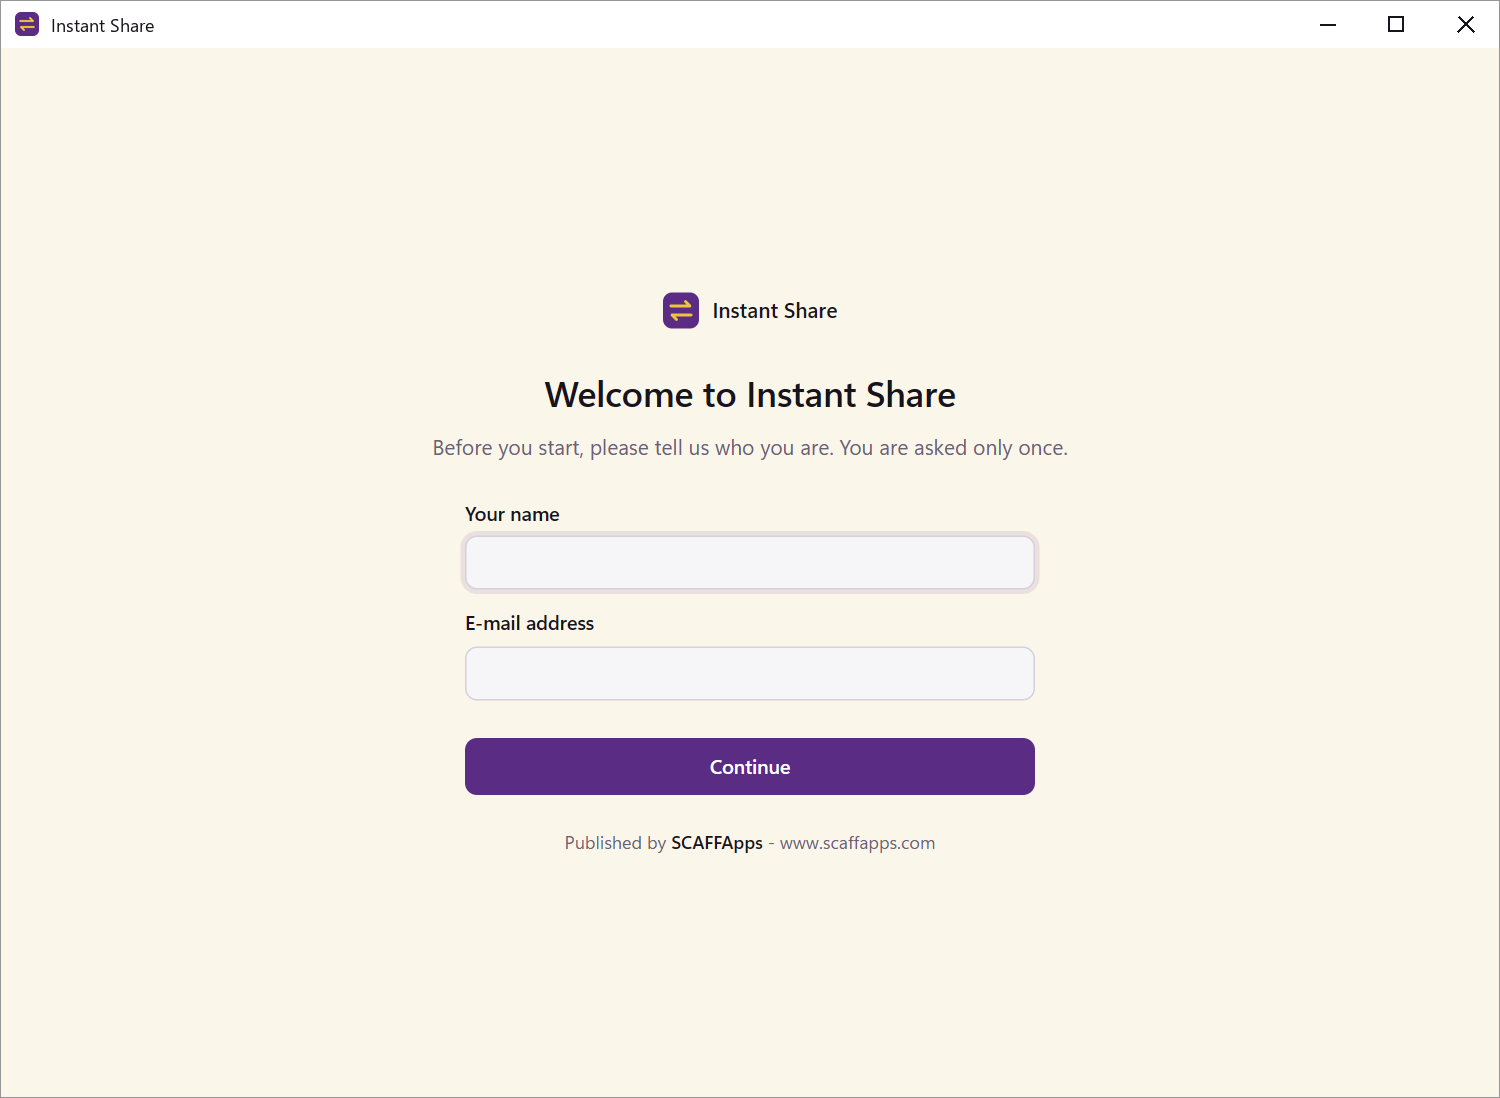 Instant Share
Instant Share
Welcome to Instant Share
Before you start, please tell us who you are. You are asked only once.
Your name
E-mail address
Continue
Published by SCAFFApps - www.scaffapps.com